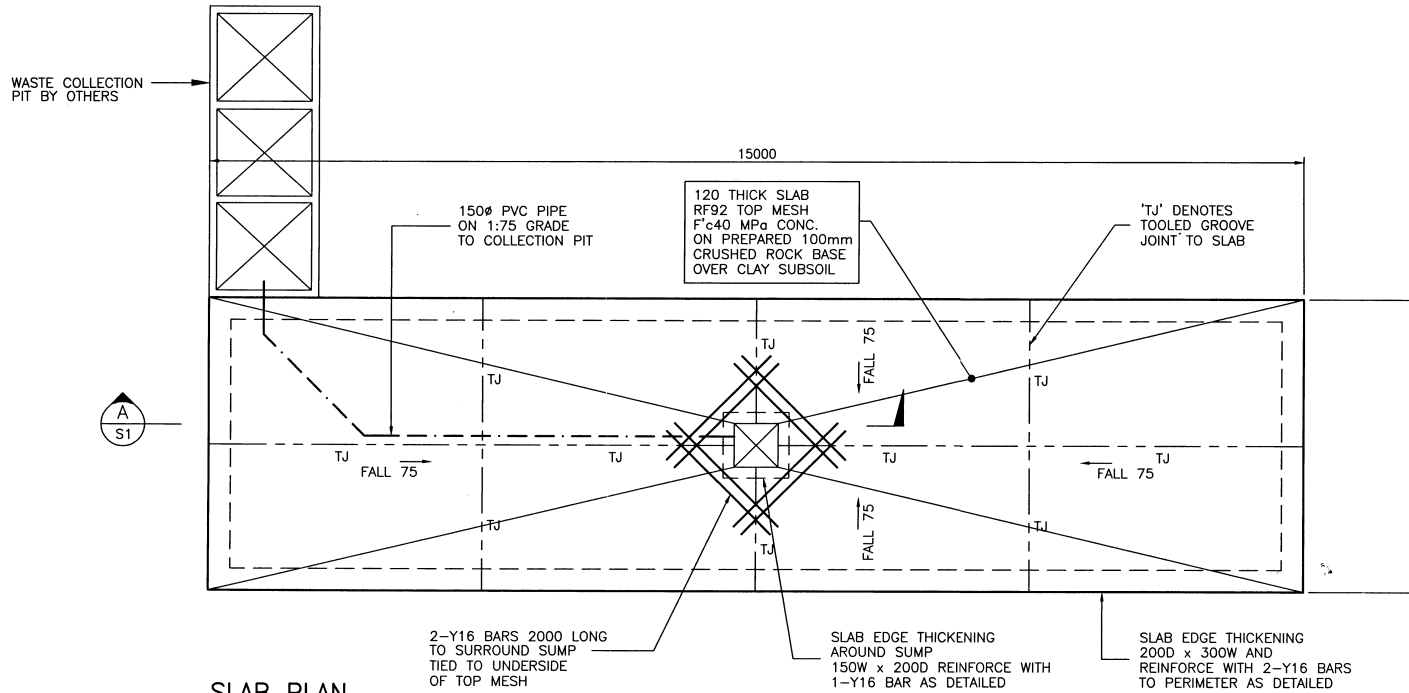 WASTE COLLECTION
PIT BY OTHERS
15000
150ø PVC PIPE
ON 1:75 GRADE
TO COLLECTION PIT
120 THICK SLAB
RF92 TOP MESH
F'c40 MPa CONC.
ON PREPARED 100mm
CRUSHED ROCK BASE
OVER CLAY SUBSOIL
'TJ' DENOTES
TOOLED GROOVE
JOINT TO SLAB
TJ
FALL 75
TJ
TJ
A
S1
TJ
TJ
TJ
TJ
FALL 75
FALL 75
TJ
TJ
FALL 75
TJ
2-Y16 BARS 2000 LONG
TO SURROUND SUMP
TIED TO UNDERSIDE
OF TOP MESH
SLAB EDGE THICKENING
AROUND SUMP
150W x 200D REINFORCE WITH
1-Y16 BAR AS DETAILED
SLAB EDGE THICKENING
200D x 300W AND
REINFORCE WITH 2-Y16 BARS
TO PERIMETER AS DETAILED
SLAB PLAN